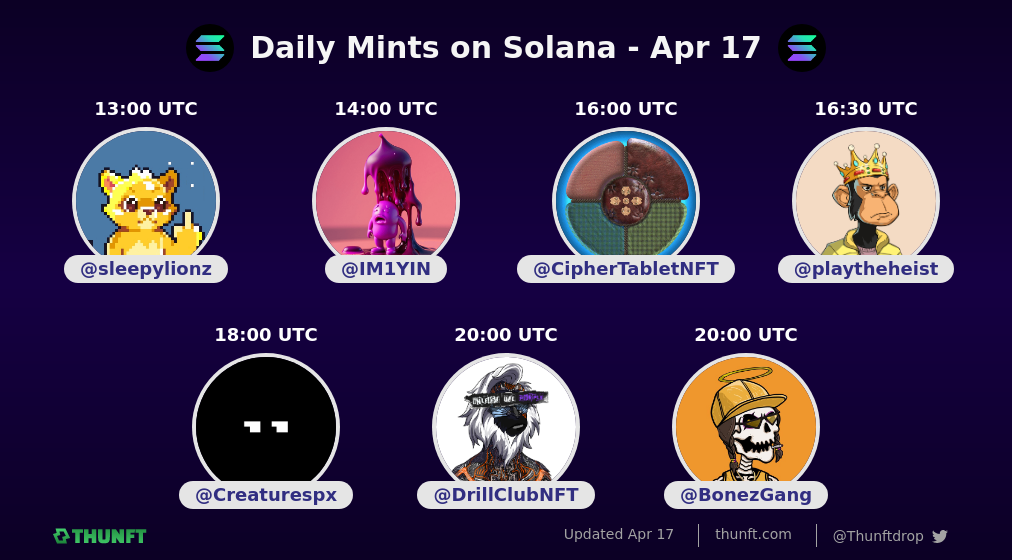 Daily Mints on Solana - Apr 17
13:00 UTC
14:00 UTC
16:00 UTC
16:30 UTC
@sleepylionz
@IM1YIN
@CipherTabletNFT
@playtheheist
18:00 UTC
20:00 UTC
20:00 UTC
@Creaturespx
@DrillClubNFT
@BonezGang
THUNFT
Updated Apr 17
thunft.com
@Thunftdrop